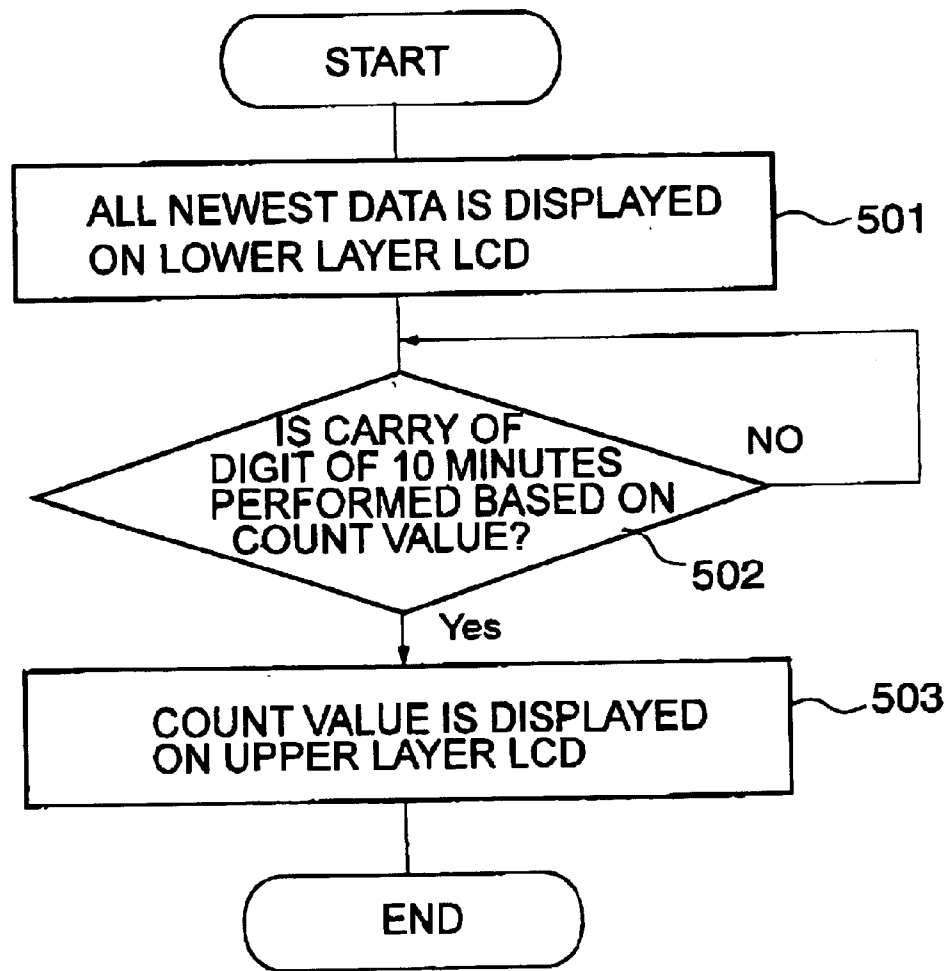 START
ALL NEWEST DATA IS DISPLAYED
ON LOWER LAYER LCD
501
IS CARRY OF
DIGIT OF 10 MINUTES
PERFORMED BASED ON
COUNT VALUE?
NO
502
Yes
COUNT VALUE IS DISPLAYED
ON UPPER LAYER LCD
503
END